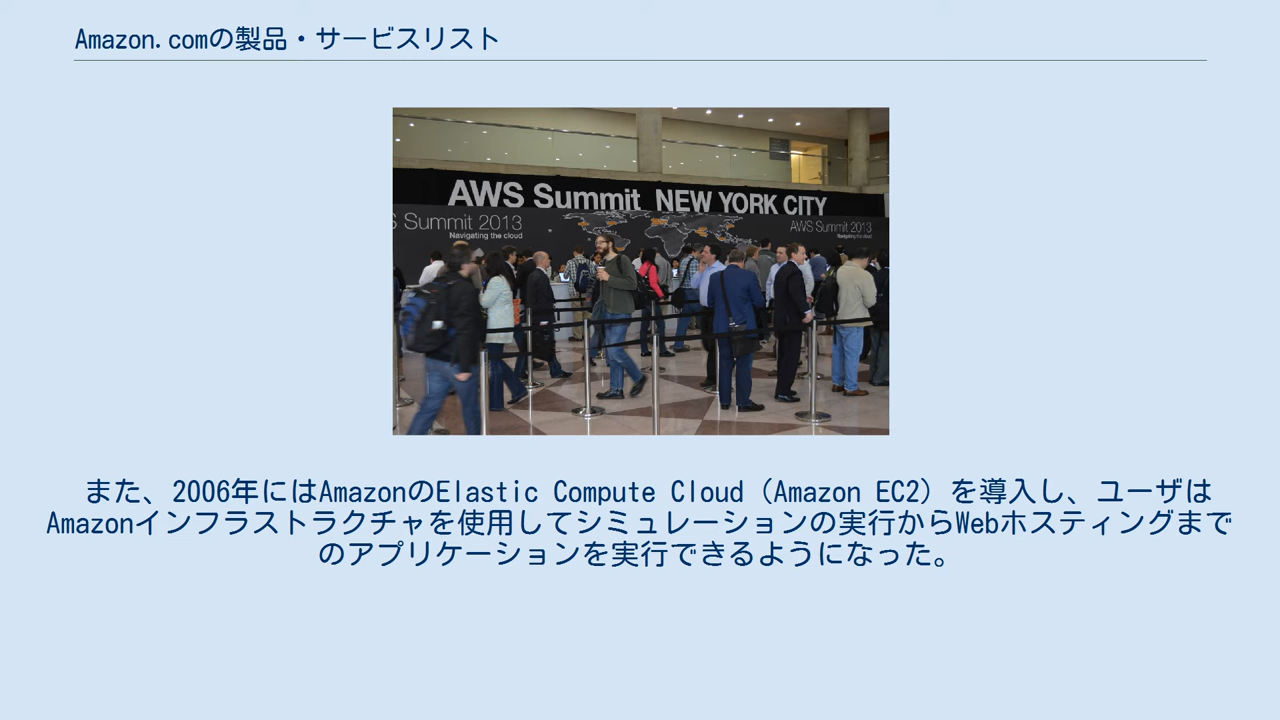 Amazon.comの製品・サービスリスト
AWS Summit NEW YORK CITY
S Summit 2013
Navigating the cloud
AWS Summit 2013
Navigating the cloud
また、2006年にはAmazonのElastic Compute Cloud（Amazon EC2）を導入し、ユーザは
Amazonインフラストラクチャを使用してシミュレーションの実行からWebホスティングまで
のアプリケーションを実行できるようになった。